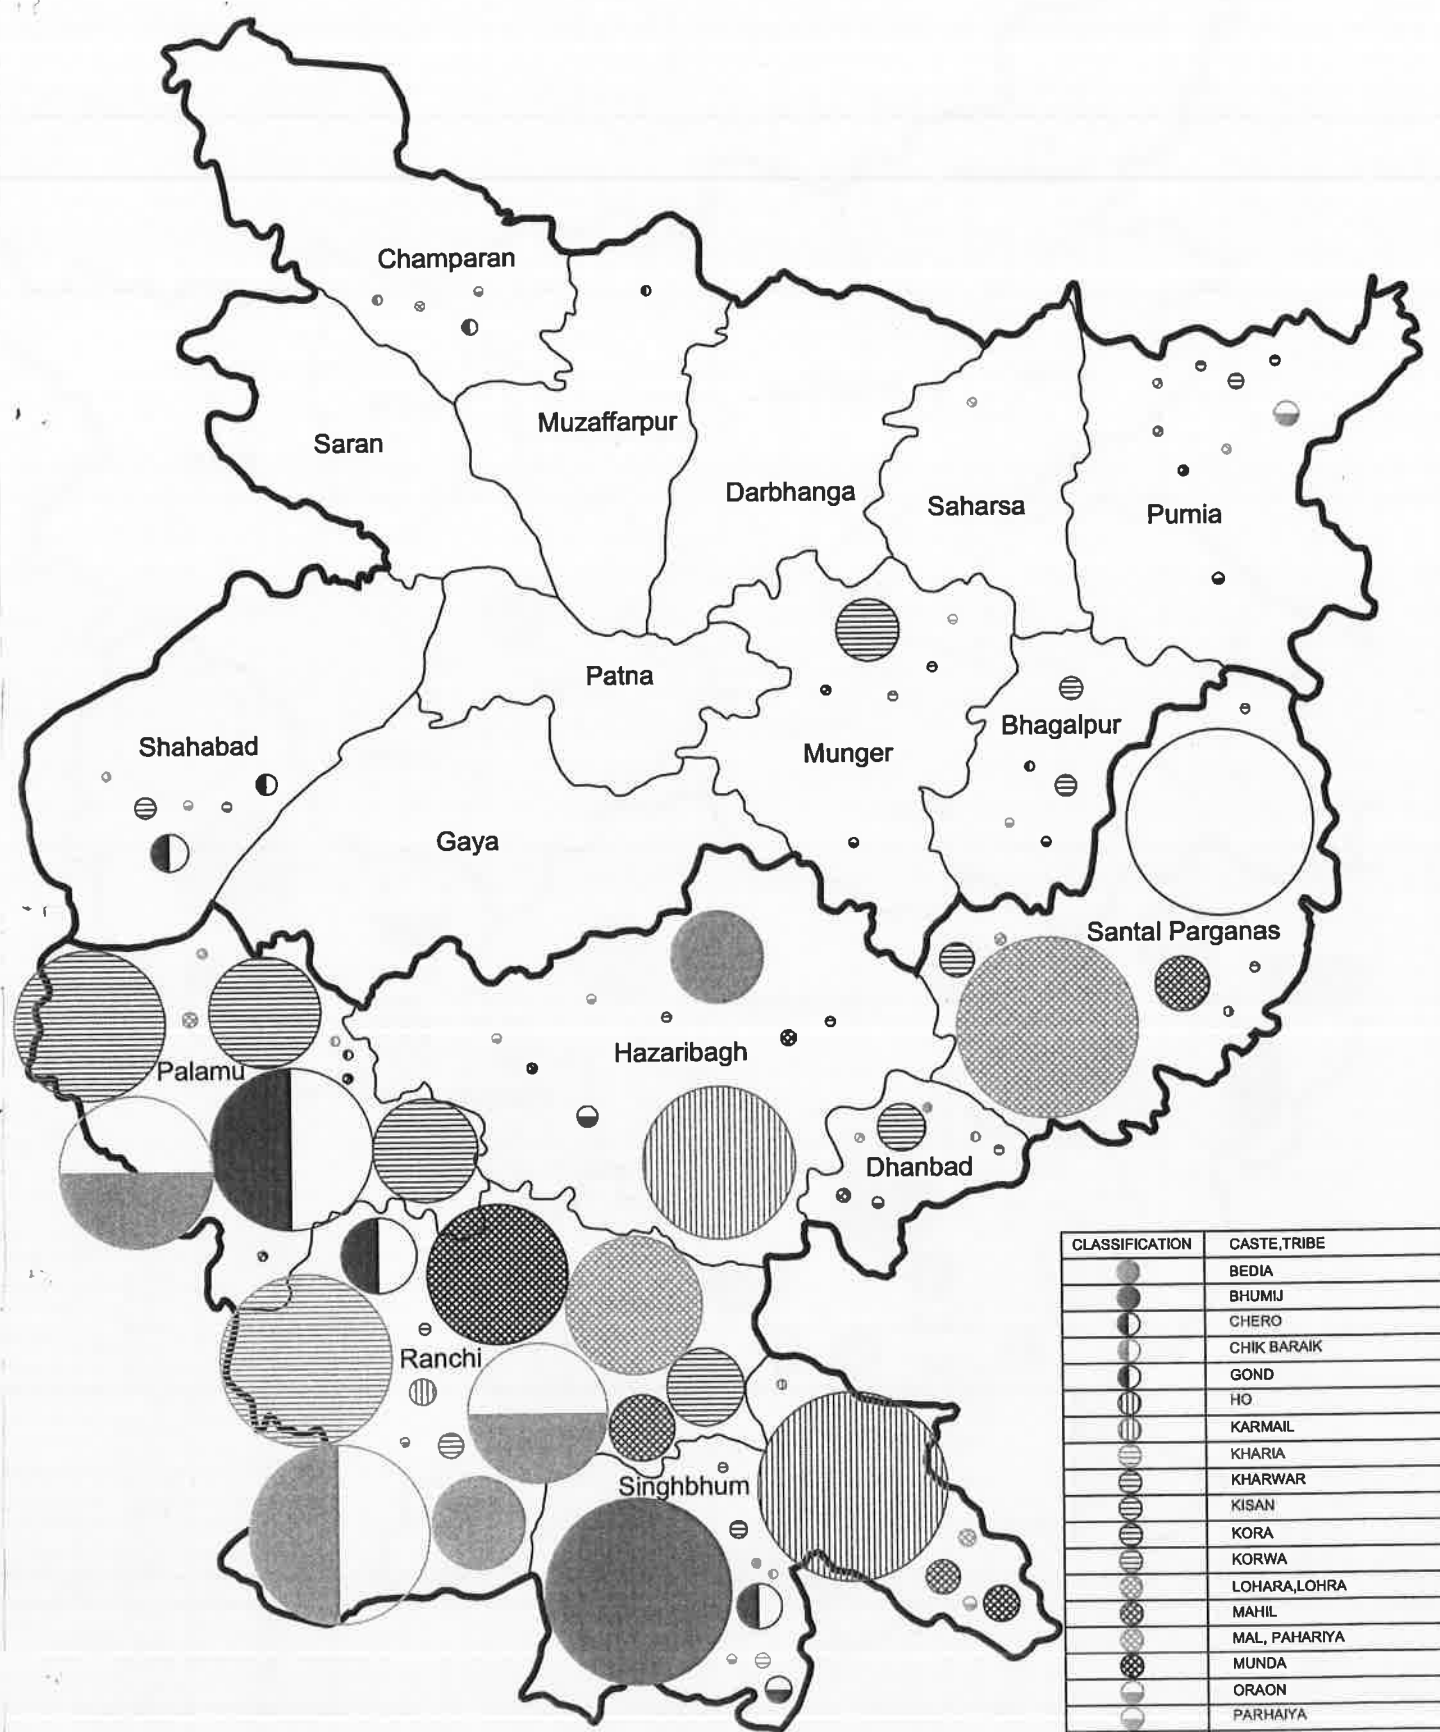 Champaran
Muzaffarpur
Saran
Darbhanga
Saharsa
Purnia
Patna
Shahabad
Munger
Bhagalpur
Gaya
Santal Parganas
Hazaribagh
Palamu
Dhanbad
Ranchi
Singhbhum
CLASSIFICATION CASTE,TRIBE
BEDIA
BHUMIJ
CHERO
CHIK BARAIK
GOND
HO
KARMAIL
KHARIA
KHARWAR
KISAN
KORA
KORWA
LOHARA,LOHRA
MAHIL
MAL, PAHARIYA
MUNDA
ORAON
PARHAIYA